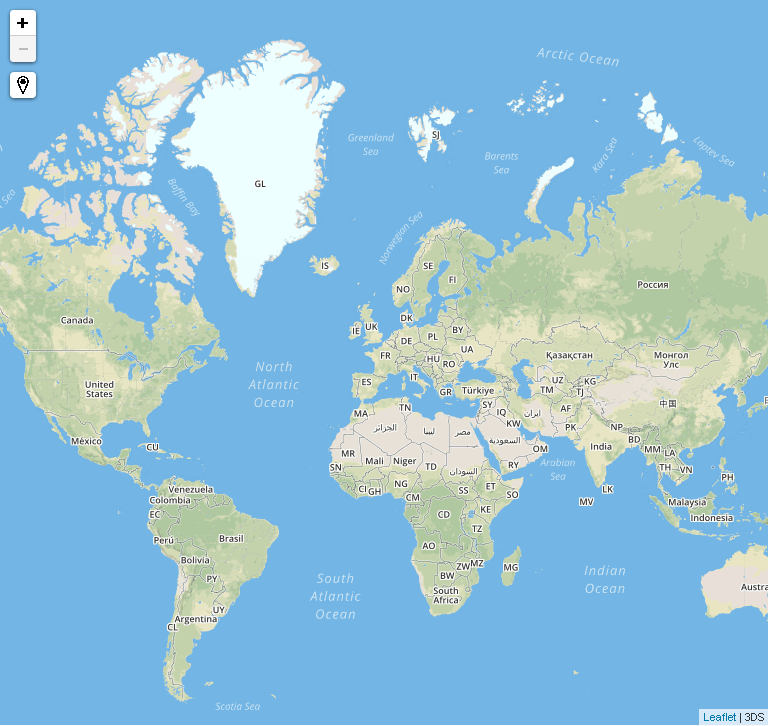 +
−
Arctic Ocean
Greenland
Sea
SJ
Barents
Sea
Kara Sea
Laptev Sea
GL
Baffin Bay
Sea
Norwegian Sea
IS
SE
FI
NO
Россия
Canada
DK
IE
UK
PL
BY
DE
UA
FR
HU
RO
Қазақстан
Монгол
Улс
North
Atlantic
Ocean
United
States
ES
IT
GR
Türkiye
UZ
KG
TM
TJ
中国
MA
TN
SY
IQ
ایران
AF
KW
PK
NP
México
CU
الجزائر
ليبيا
مصر
السعودية
OM
India
BD
MM
LA
MR
Mali
Niger
TD
السودان
RY
Arabian
Sea
TH
VN
PH
SN
CI
GH
NG
CM
SS
ET
SO
LK
MV
Malaysia
Indonesia
Venezuela
Colombia
EC
CD
KE
TZ
Perú
Brasil
Bolivia
AO
ZW
MZ
MG
BW
PY
South
Africa
South
Atlantic
Ocean
Indian
Ocean
Austra
UY
Argentina
CL
Scotia Sea
Leaflet | 3DS